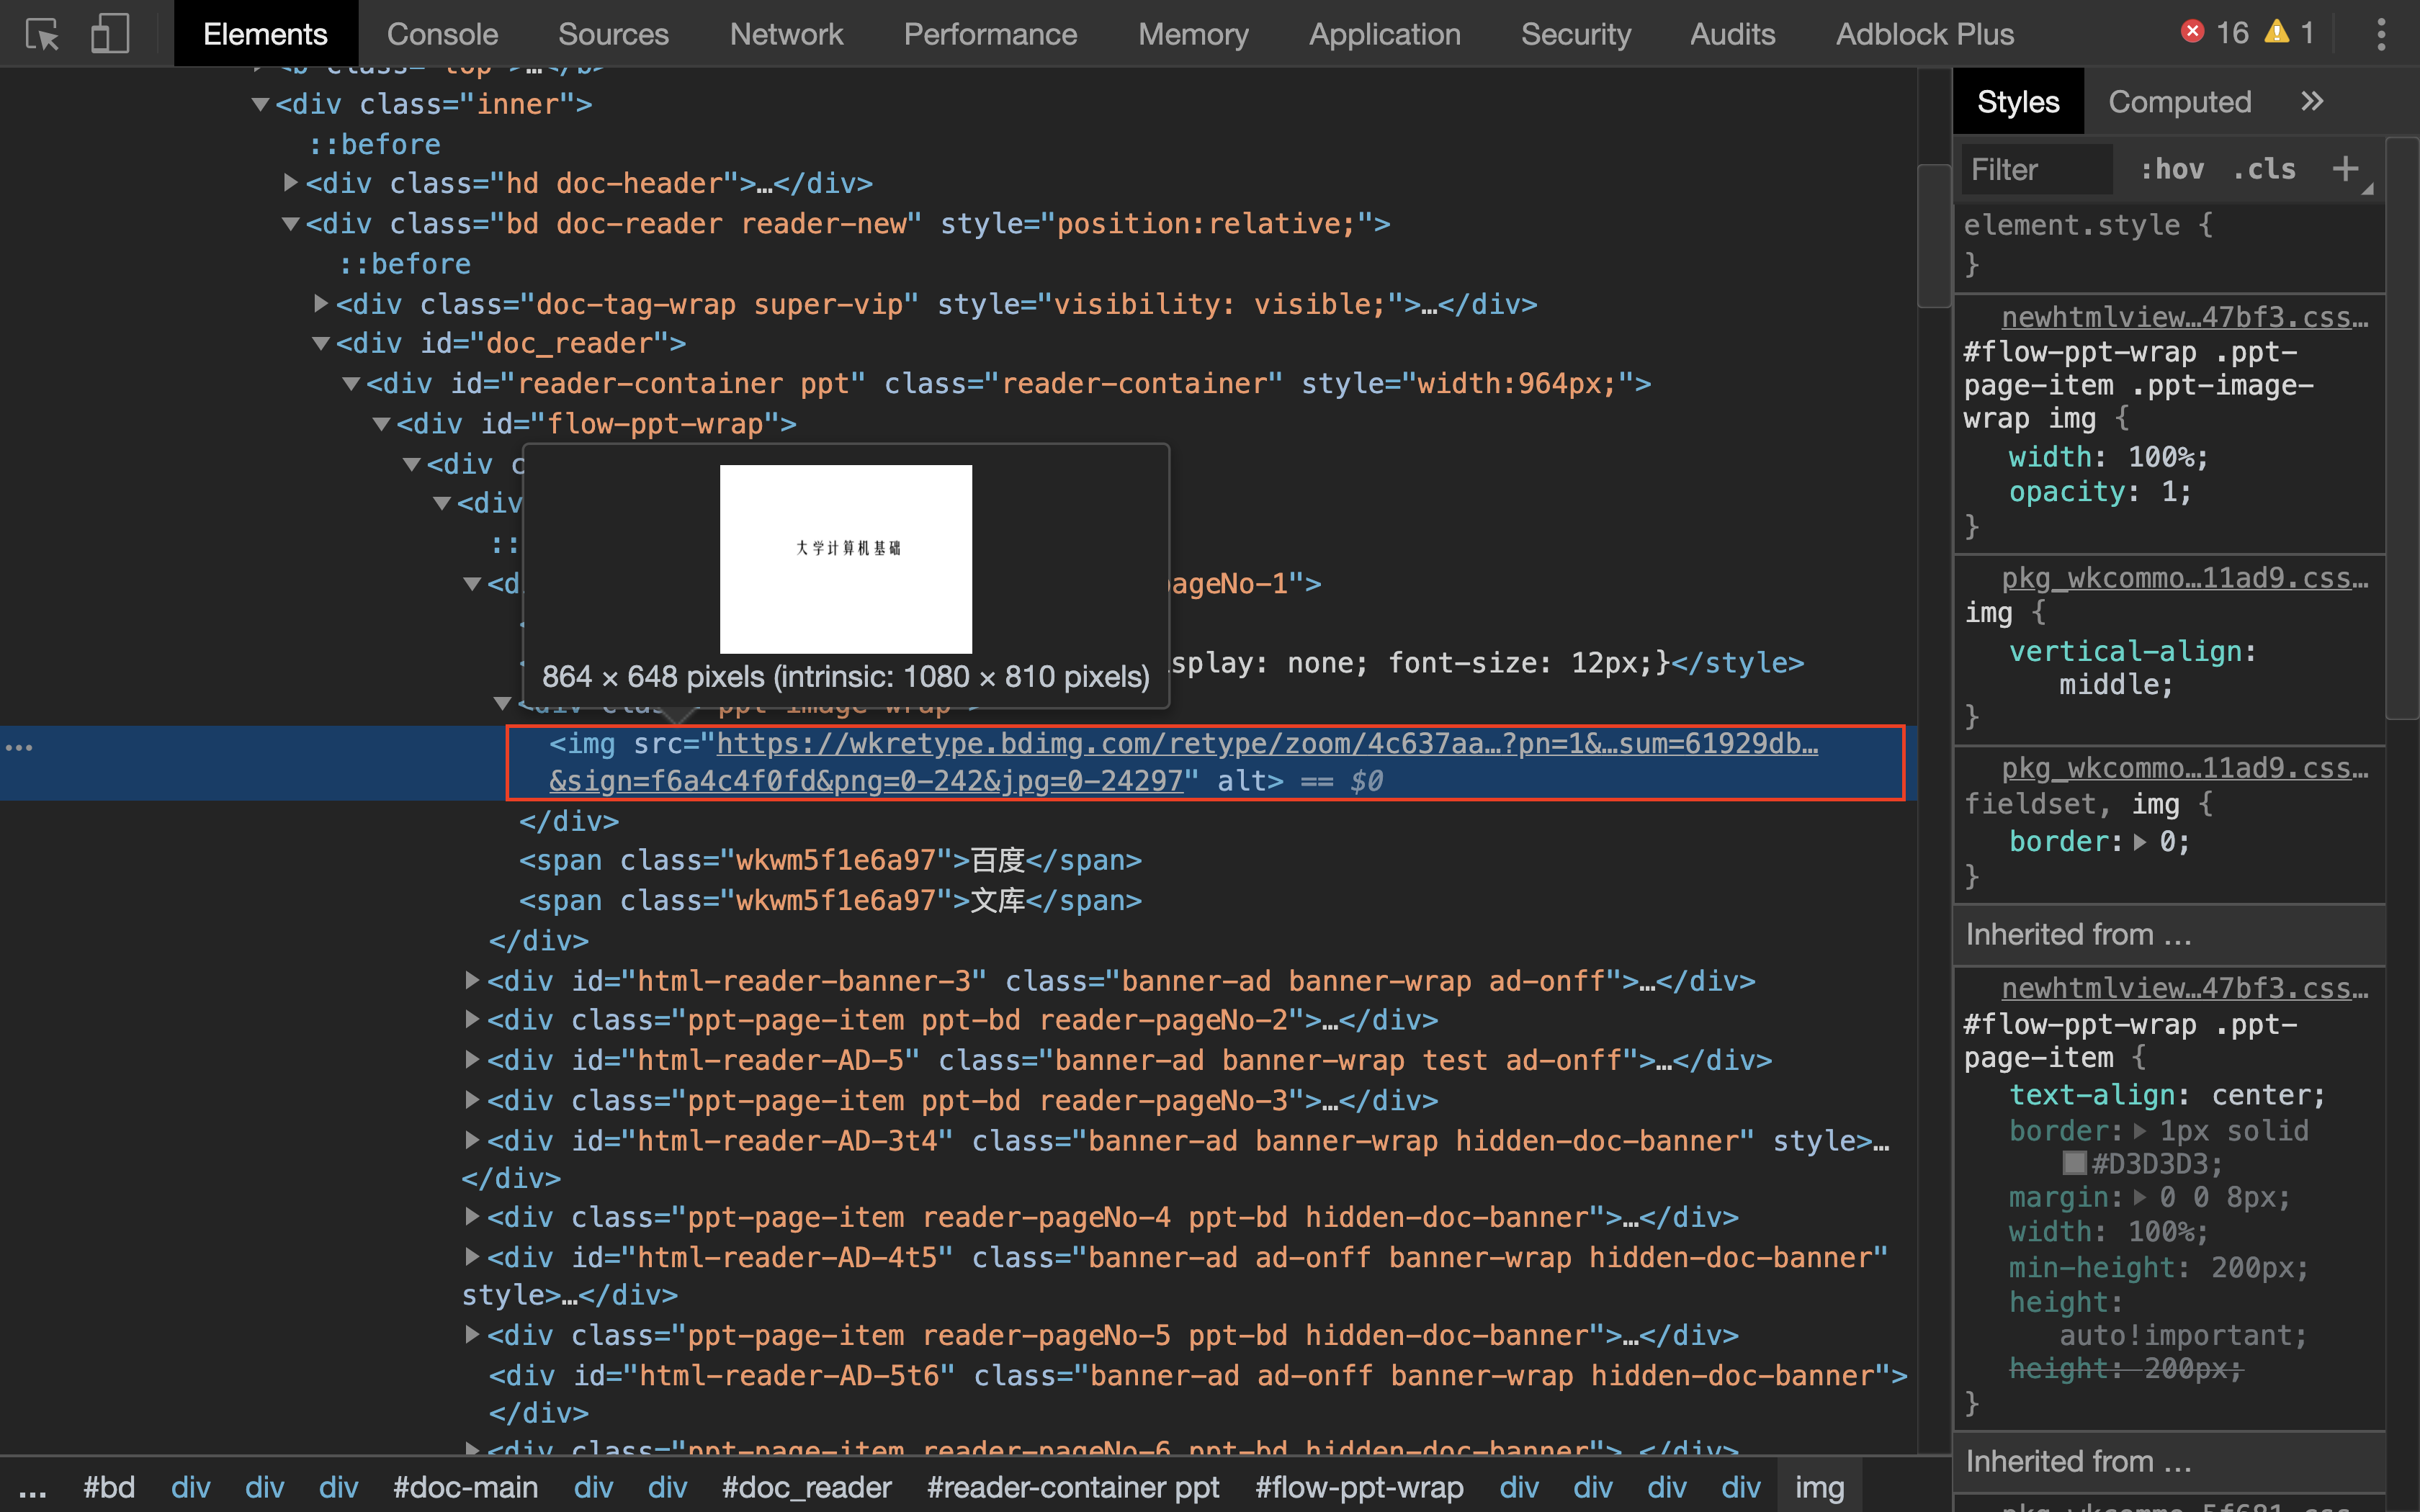 Elements Console Sources Network Performance Memory Application Security Audits Adblock Plus 16 1
<div class="inner">
::before
<div class="hd doc-header">…</div>
<div class="bd doc-reader reader-new" style="position:relative;">
::before
<div class="doc-tag-wrap super-vip" style="visibility: visible;">…</div>
<div id="doc_reader">
<div id="reader-container ppt" class="reader-container" style="width:964px;">
<div id="flow-ppt-wrap">
<div c
<div
::
大学计算机基础
<d
ageNo-1">
splay: none; font-size: 12px;}</style>
864 × 648 pixels (intrinsic: 1080 × 810 pixels)
<img src="https://wkretype.bdimg.com/retype/zoom/4c637aa…?pn=1&…sum=61929db…
&sign=f6a4c4f0fd&png=0-242&jpg=0-24297" alt> == $0
</div>
<span class="wkwm5f1e6a97">百度</span>
<span class="wkwm5f1e6a97">文库</span>
</div>
<div id="html-reader-banner-3" class="banner-ad banner-wrap ad-onff">…</div>
<div class="ppt-page-item ppt-bd reader-pageNo-2">…</div>
<div id="html-reader-AD-5" class="banner-ad banner-wrap test ad-onff">…</div>
<div class="ppt-page-item ppt-bd reader-pageNo-3">…</div>
<div id="html-reader-AD-3t4" class="banner-ad banner-wrap hidden-doc-banner" style>…
</div>
<div class="ppt-page-item reader-pageNo-4 ppt-bd hidden-doc-banner">…</div>
<div id="html-reader-AD-4t5" class="banner-ad ad-onff banner-wrap hidden-doc-banner"
style>…</div>
<div class="ppt-page-item reader-pageNo-5 ppt-bd hidden-doc-banner">…</div>
<div id="html-reader-AD-5t6" class="banner-ad ad-onff banner-wrap hidden-doc-banner">
</div>
<div class="ppt-page-item reader-pageNo-6 ppt-bd hidden-doc-banner">…</div>
… #bd div div div #doc-main div div #doc_reader #reader-container ppt #flow-ppt-wrap div div div div img
Styles Computed
Filter :hov .cls
element.style {
}
newhtmlview…47bf3.css…
#flow-ppt-wrap .ppt-
page-item .ppt-image-
wrap img {
width: 100%;
opacity: 1;
}
pkg_wkcommo…11ad9.css…
img {
vertical-align:
middle;
}
pkg_wkcommo…11ad9.css…
fieldset, img {
border: 0;
}
Inherited from …
newhtmlview…47bf3.css…
#flow-ppt-wrap .ppt-
page-item {
text-align: center;
border: 1px solid
#D3D3D3;
margin: 0 0 8px;
width: 100%;
min-height: 200px;
height:
auto!important;
height: 200px;
}
Inherited from …